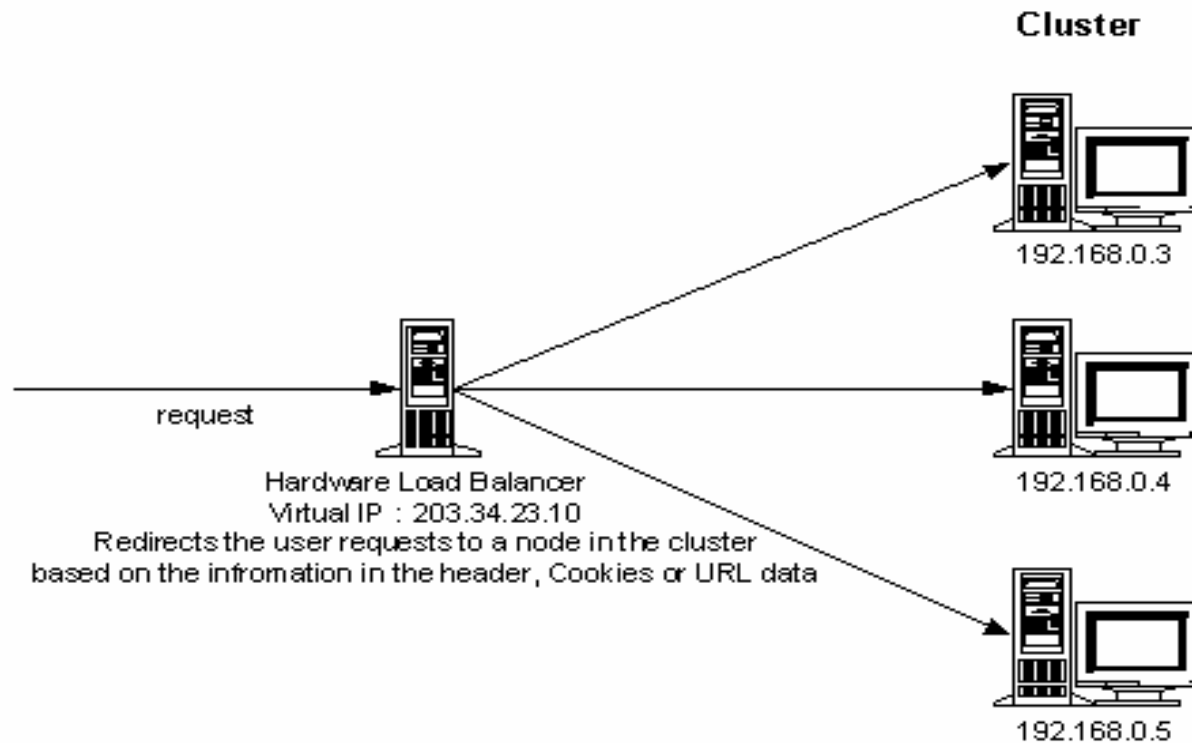 Cluster
192.168.0.3
request
Hardware Load Balancer
Virtual IP : 203.34.23.10
Redirects the user requests to a node in the cluster
based on the infromation in the header, Cookies or URL data
192.168.0.4
192.168.0.5